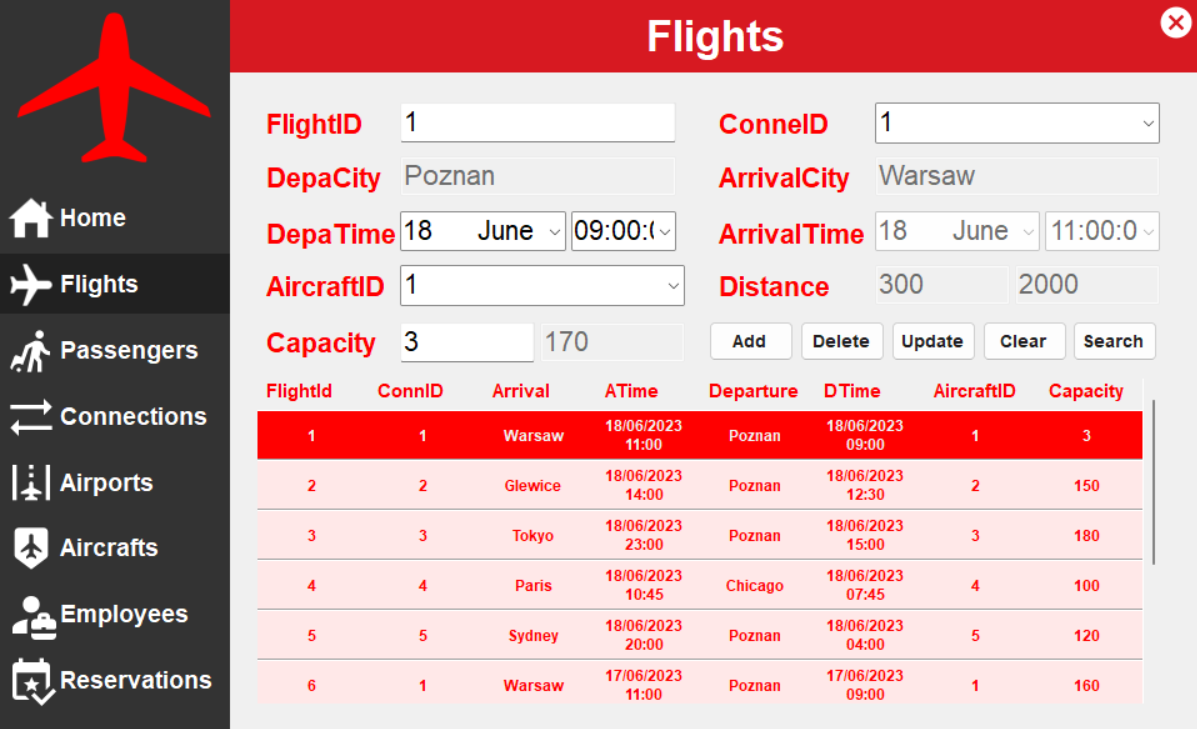 Flights
Home
Flights
Passengers
Connections
Airports
Aircrafts
Employees
Reservations
FlightID 1 ConneID 1
DepaCity Poznan ArrivalCity Warsaw
DepaTime 18 June 09:00:0 ArrivalTime 18 June 11:00:0
AircraftID 1 Distance 300 2000
Capacity 3 170 Add Delete Update Clear Search
FlightId ConnID Arrival ATime Departure DTime AircraftID Capacity
1 1 Warsaw 18/06/2023 11:00 Poznan 18/06/2023 09:00 1 3
2 2 Glewice 18/06/2023 14:00 Poznan 18/06/2023 12:30 2 150
3 3 Tokyo 18/06/2023 23:00 Poznan 18/06/2023 15:00 3 180
4 4 Paris 18/06/2023 10:45 Chicago 18/06/2023 07:45 4 100
5 5 Sydney 18/06/2023 20:00 Poznan 18/06/2023 04:00 5 120
6 1 Warsaw 17/06/2023 11:00 Poznan 17/06/2023 09:00 1 160